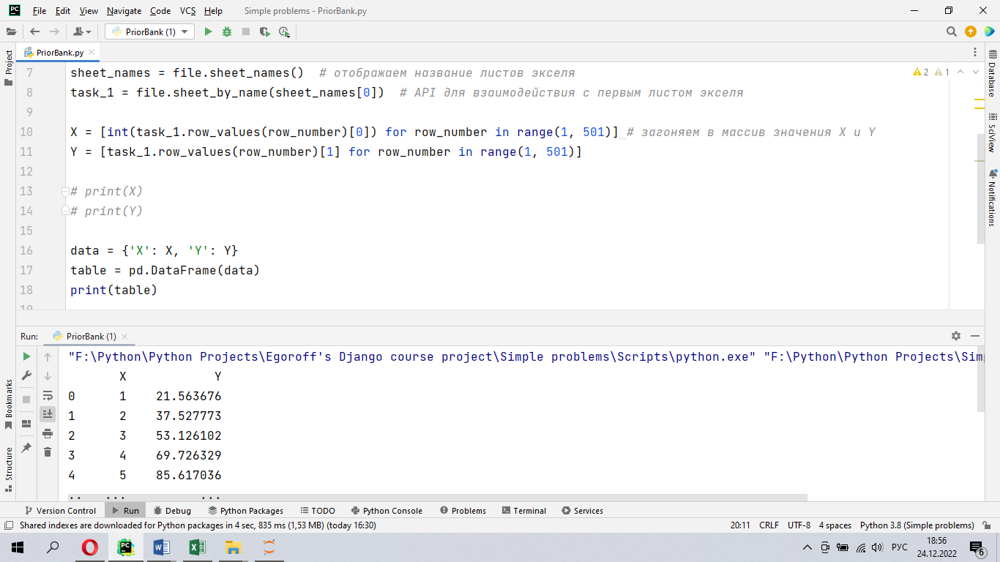 File Edit View Navigate Code VCS Help Simple problems - PriorBank.py
PriorBank (1)
PriorBank.py
2 1
Project
Bookmarks
Structure
Database
SciView
Notifications
7 sheet_names = file.sheet_names()  # отображаем название листов экселя
8 task_1 = file.sheet_by_name(sheet_names[0])  # API для взаимодействия с первым листом экселя
9
10 X = [int(task_1.row_values(row_number)[0]) for row_number in range(1, 501)] # загоняем в массив значения X и Y
11 Y = [task_1.row_values(row_number)[1] for row_number in range(1, 501)]
12
13 # print(X)
14 # print(Y)
15
16 data = {'X': X, 'Y': Y}
17 table = pd.DataFrame(data)
18 print(table)
19
Run: PriorBank (1)
"F:\Python\Python Projects\Egoroff's Django course project\Simple problems\Scripts\python.exe" "F:\Python\Python Projects\Sim
X Y
0 1 21.563676
1 2 37.527773
2 3 53.126102
3 4 69.726329
4 5 85.617036
.. ... ...
Version Control Run Debug Python Packages TODO Python Console Problems Terminal Services
Shared indexes are downloaded for Python packages in 4 sec, 835 ms (1,53 MB) (today 16:30) 20:11 CRLF UTF-8 4 spaces Python 3.8 (Simple problems)
РУС 18:56
24.12.2022 6